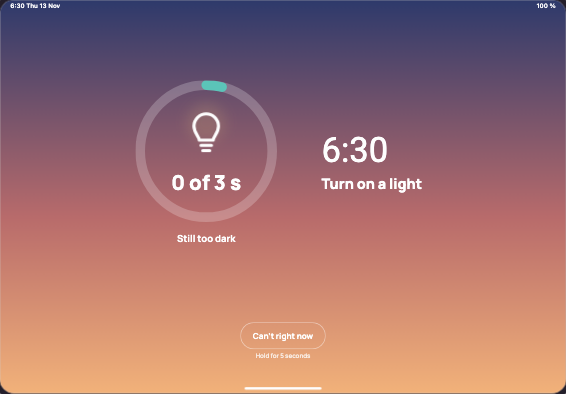 6:30 Thu 13 Nov
100 %
0 of 3 s
Still too dark
6:30
Turn on a light
Can't right now
Hold for 5 seconds